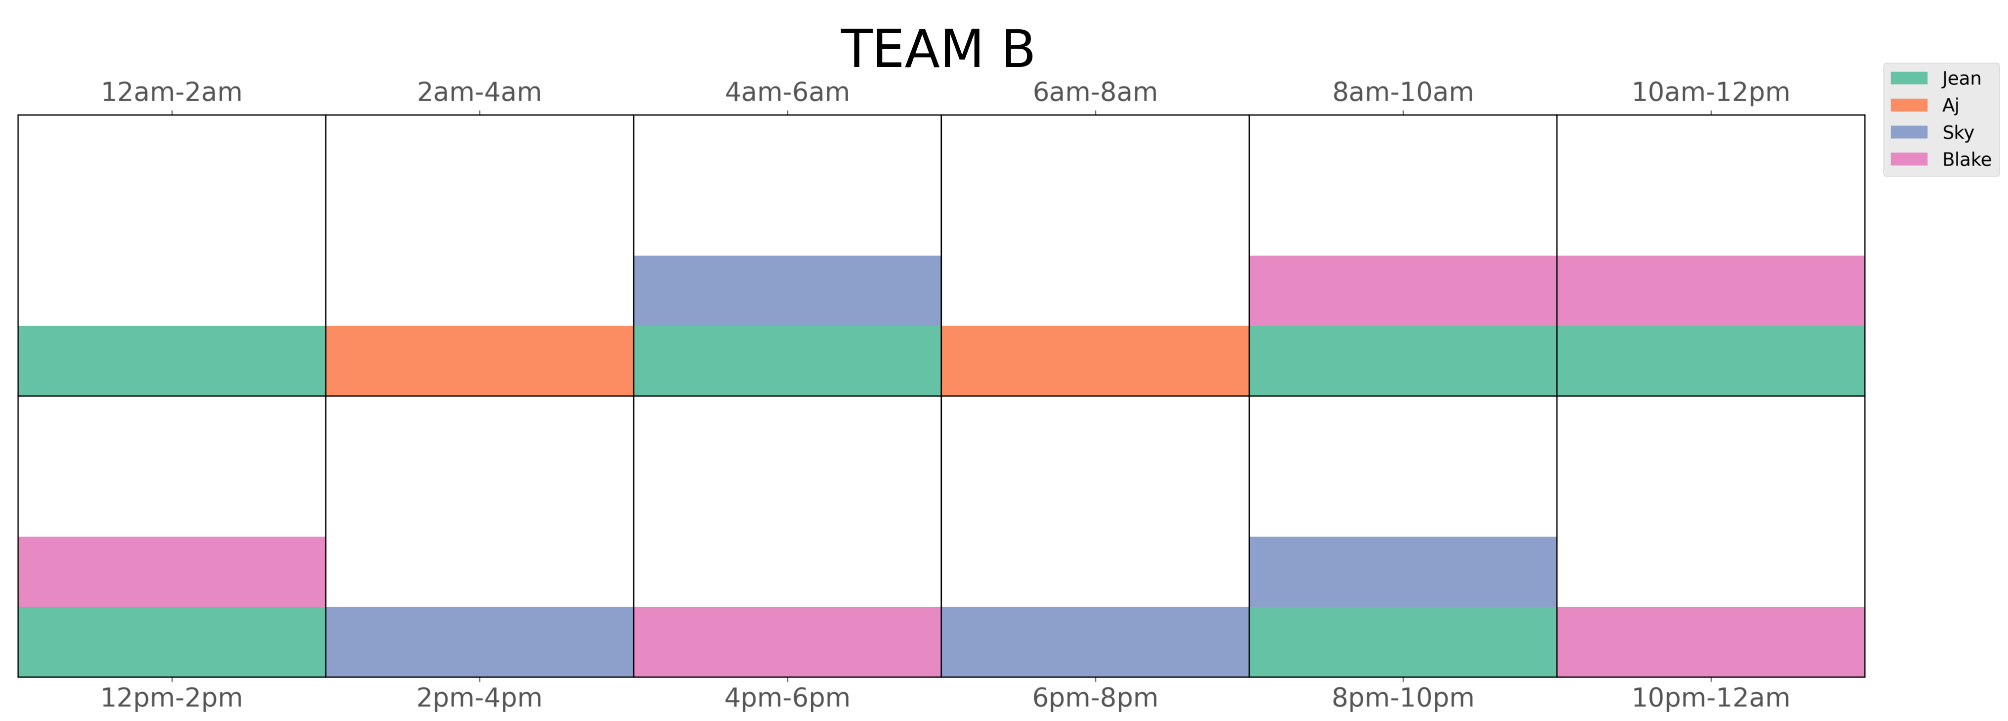 TEAM B
12am-2am 2am-4am 4am-6am 6am-8am 8am-10am 10am-12pm
Jean
Aj
Sky
Blake
12pm-2pm 2pm-4pm 4pm-6pm 6pm-8pm 8pm-10pm 10pm-12am